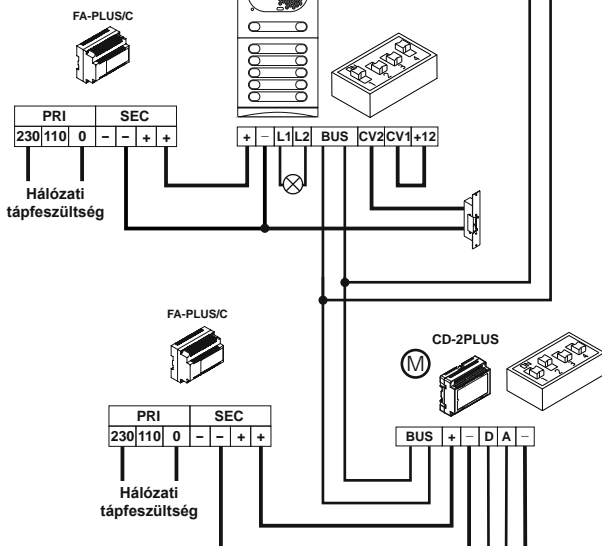 FA-PLUS/C
PRI SEC
230 110 0 – – + +
+ – L1 L2 BUS CV2 CV1 +12
Hálózati
tápfeszültség
FA-PLUS/C
CD-2PLUS
M
PRI SEC
230 110 0 – – + +
BUS + – D A –
Hálózati
tápfeszültség